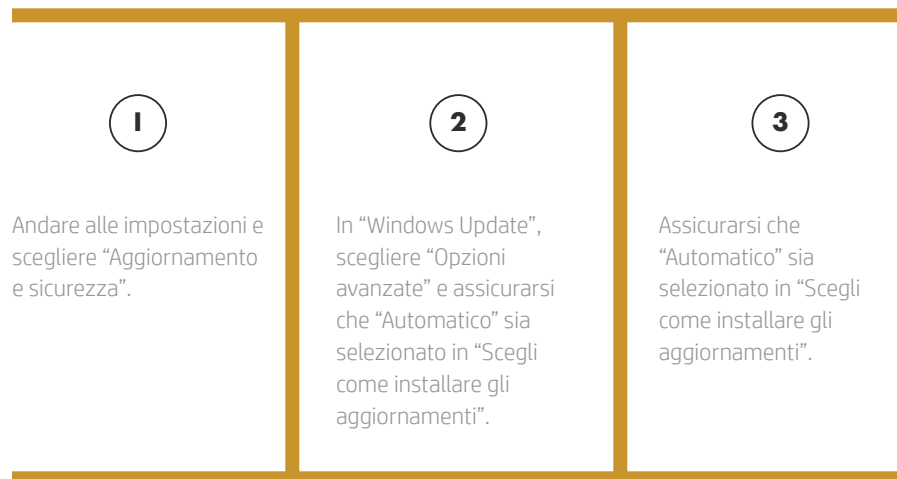 1
Andare alle impostazioni e
scegliere “Aggiornamento
e sicurezza”.
2
In “Windows Update”,
scegliere “Opzioni
avanzate” e assicurarsi
che “Automatico” sia
selezionato in “Scegli
come installare gli
aggiornamenti”.
3
Assicurarsi che
“Automatico” sia
selezionato in “Scegli
come installare gli
aggiornamenti”.